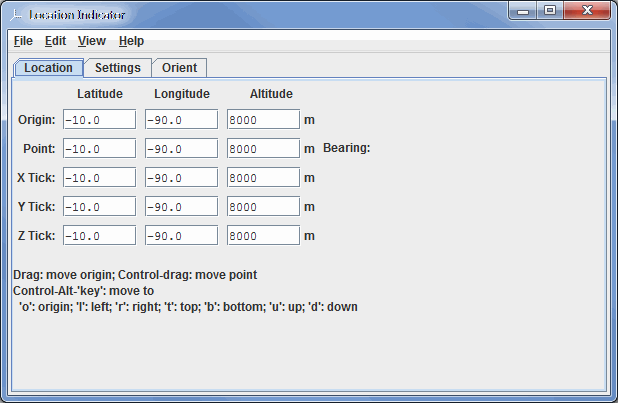 Location Indicator
File Edit View Help
Location Settings Orient
Latitude Longitude Altitude
Origin: -10.0 -90.0 8000 m
Point: -10.0 -90.0 8000 m Bearing:
X Tick: -10.0 -90.0 8000 m
Y Tick: -10.0 -90.0 8000 m
Z Tick: -10.0 -90.0 8000 m
Drag: move origin; Control-drag: move point
Control-Alt-'key': move to
'o': origin; 'l': left; 'r': right; 't': top; 'b': bottom; 'u': up; 'd': down